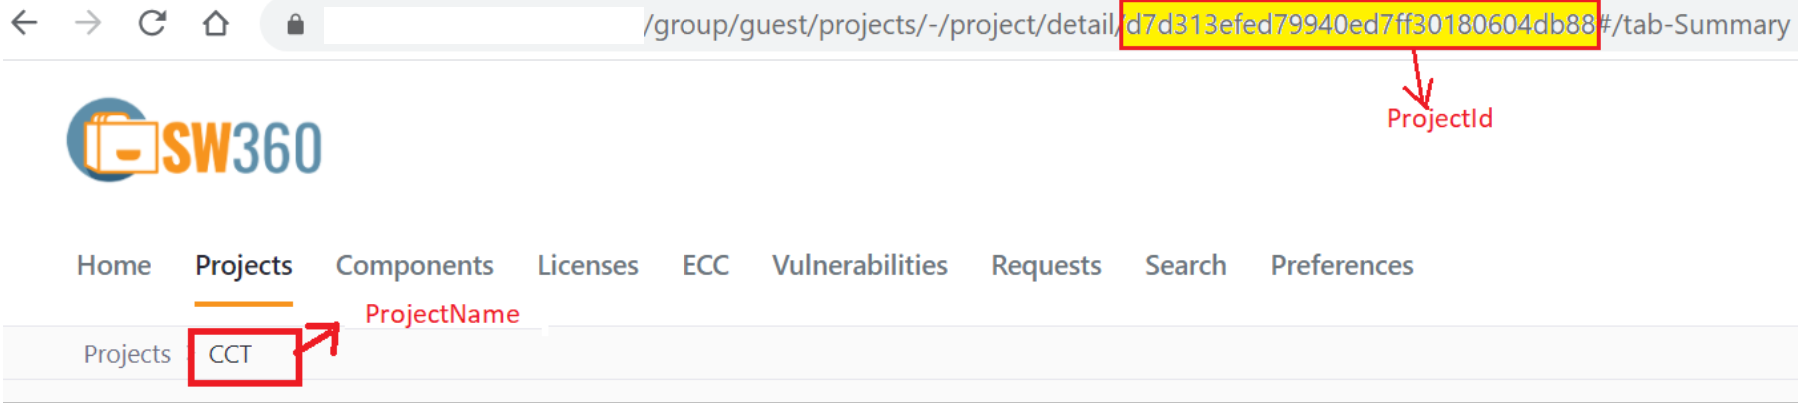 /group/guest/projects/-/project/detail/d7d313efed79940ed7ff30180604db88#/tab-Summary
ProjectId
SW360
Home Projects Components Licenses ECC Vulnerabilities Requests Search Preferences
ProjectName
Projects CCT